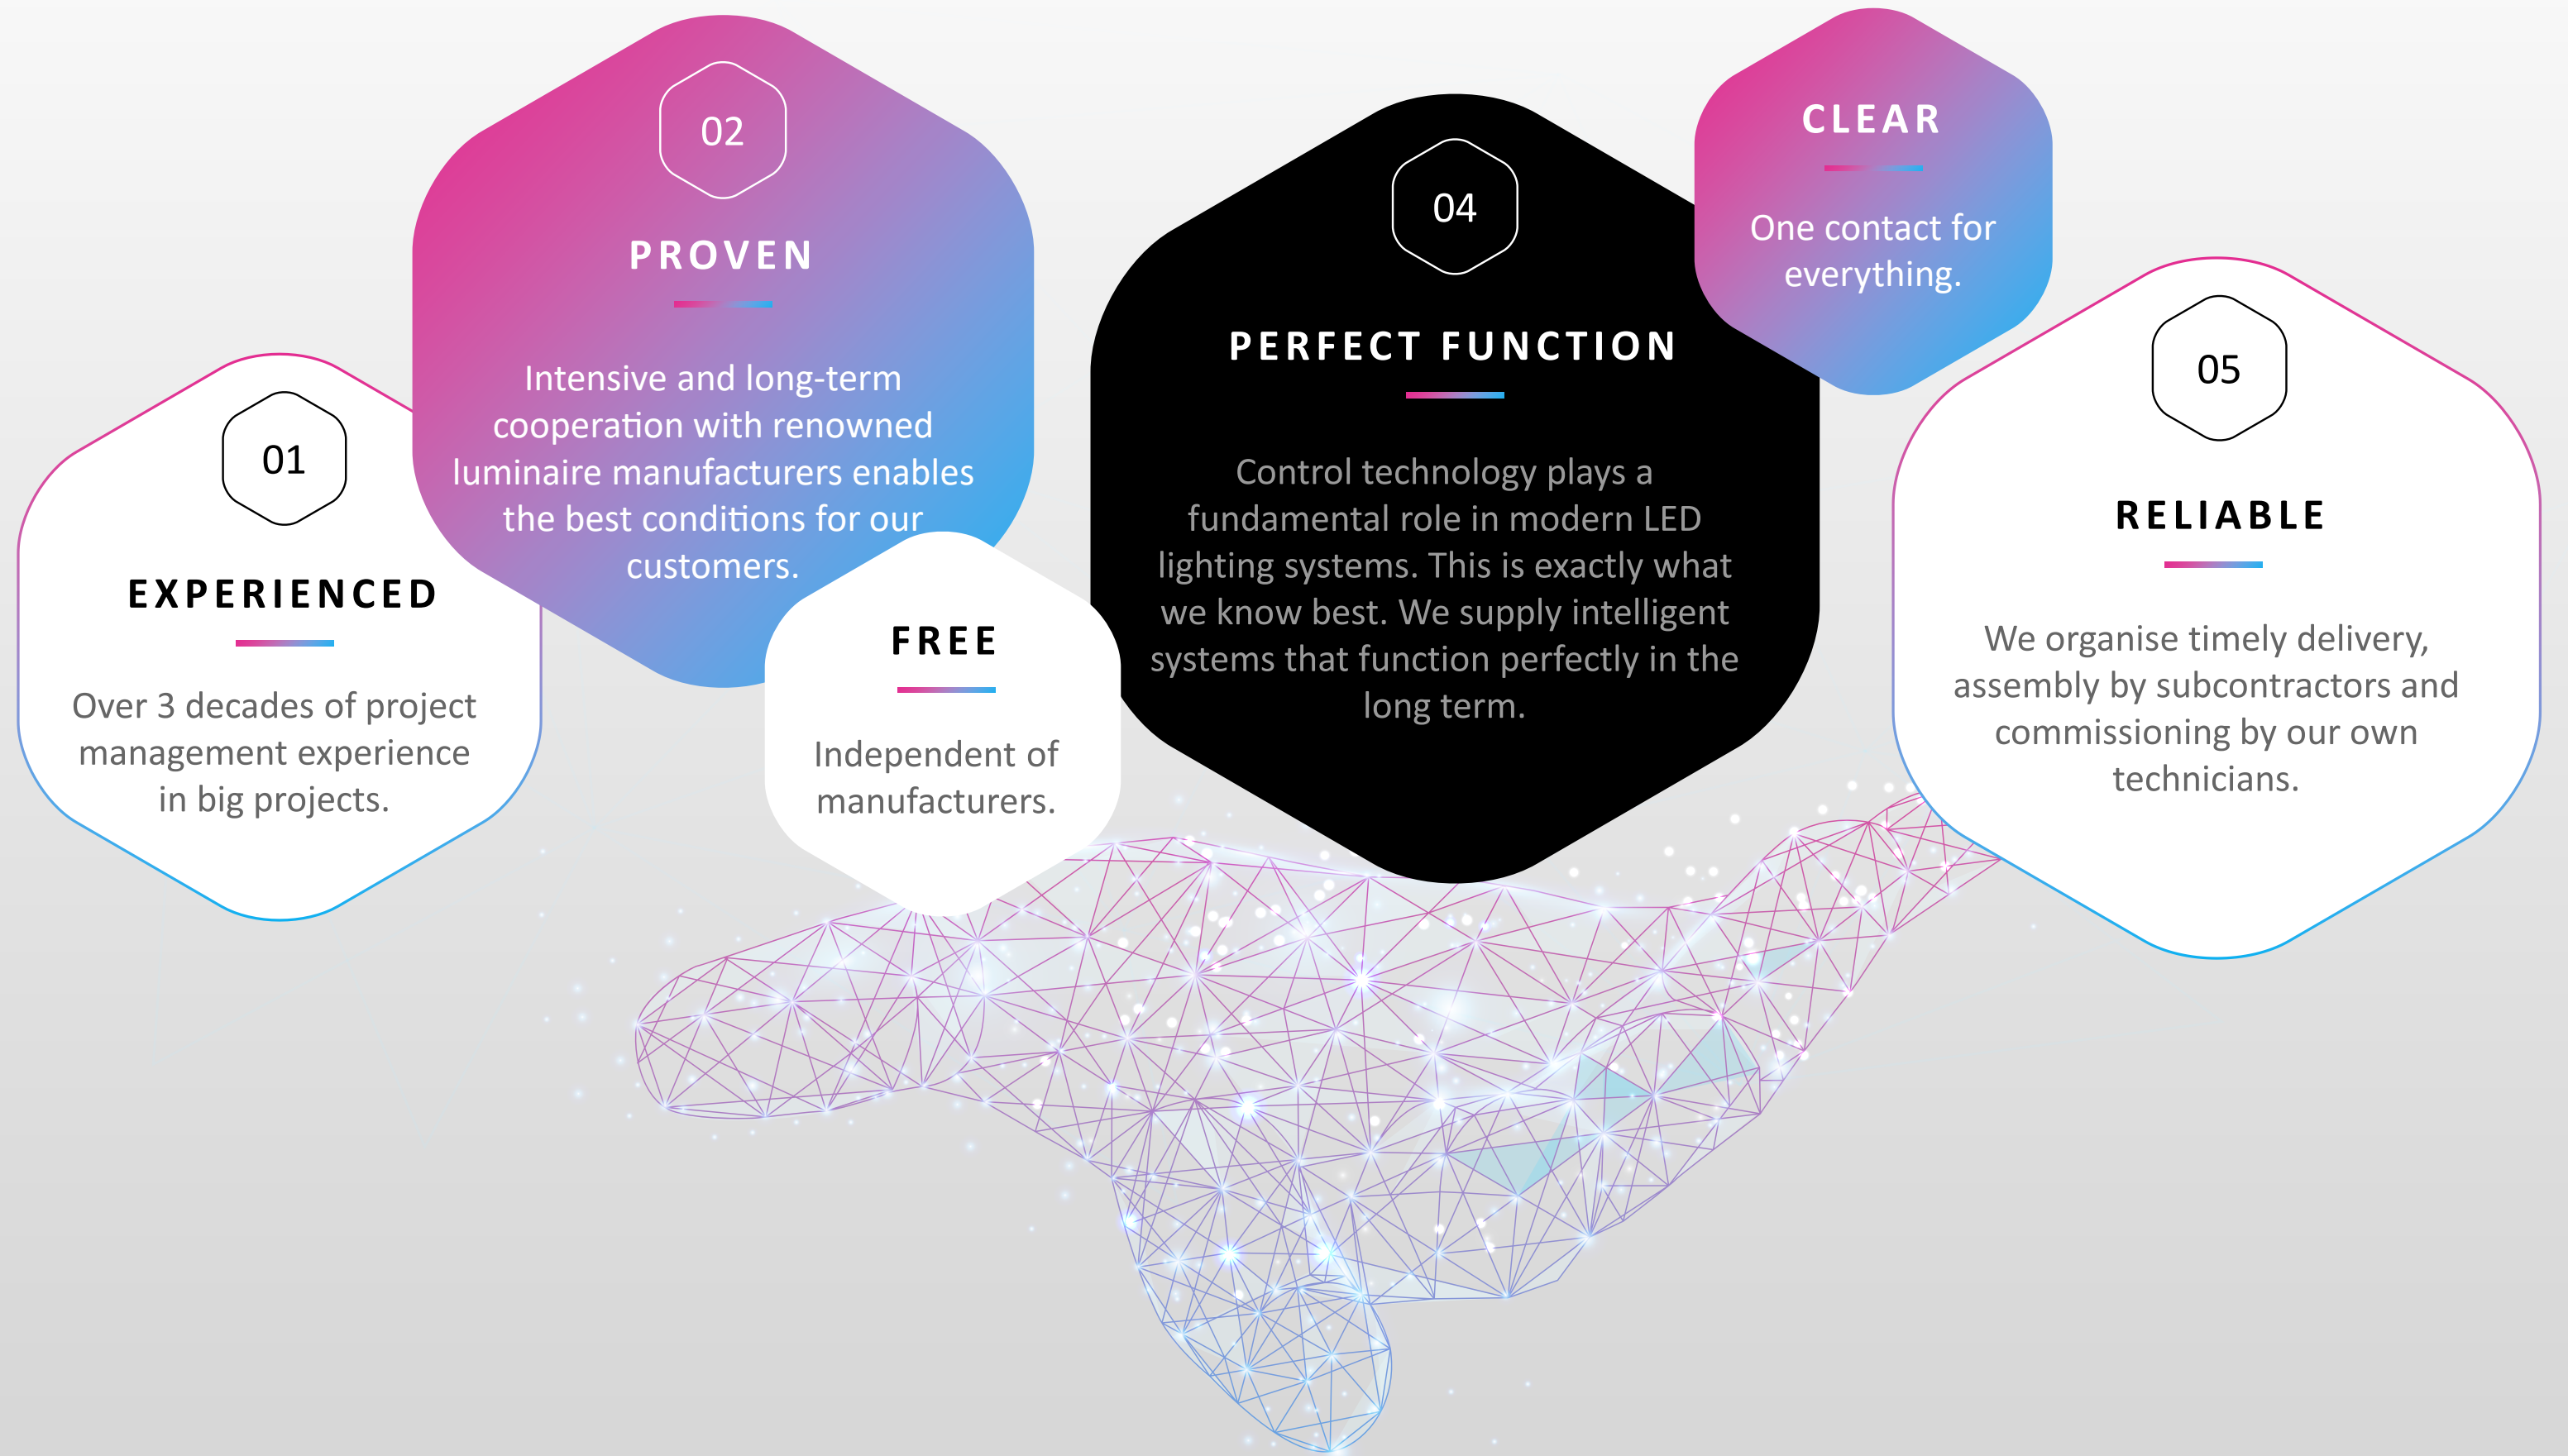 01
EXPERIENCED
Over 3 decades of project
management experience
in big projects.
02
PROVEN
Intensive and long-term
cooperation with renowned
luminaire manufacturers enables
the best conditions for our
customers.
FREE
Independent of
manufacturers.
04
PERFECT FUNCTION
Control technology plays a
fundamental role in modern LED
lighting systems. This is exactly what
we know best. We supply intelligent
systems that function perfectly in the
long term.
CLEAR
One contact for
everything.
05
RELIABLE
We organise timely delivery,
assembly by subcontractors and
commissioning by our own
technicians.